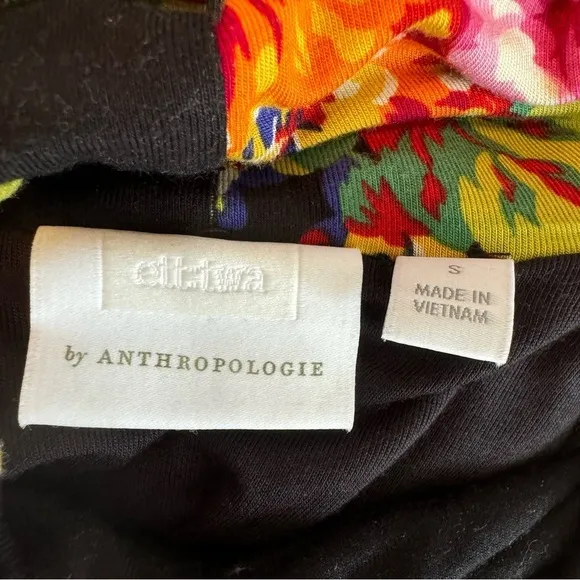 ett:twa
by ANTHROPOLOGIE
S
MADE IN
VIETNAM